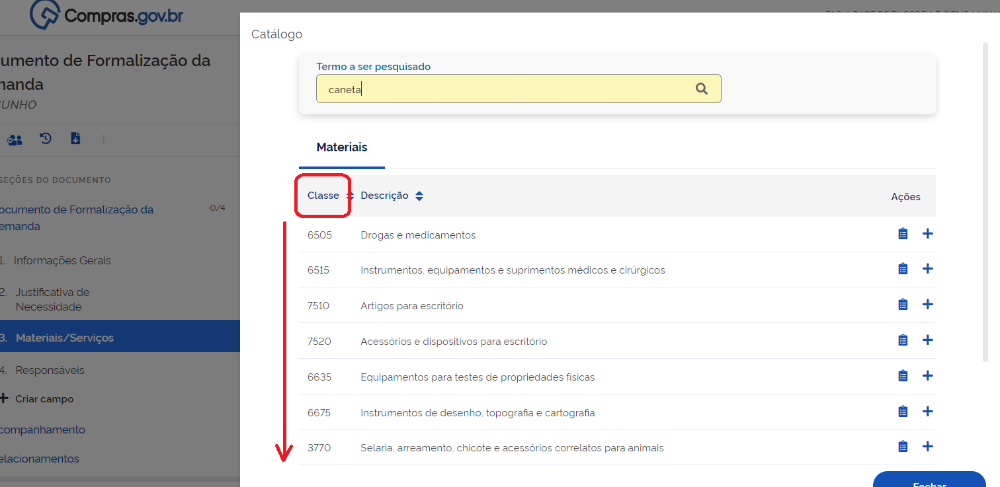 Compras.gov.br
umento de Formalização da
manda
CUNHO
SEÇÕES DO DOCUMENTO
ocumento de Formalização da
emanda
0/4
1. Informações Gerais
2. Justificativa de
Necessidade
3. Materiais/Serviços
4. Responsáveis
Criar campo
companhamento
elacionamentos
Catálogo
Termo a ser pesquisado
caneta
Materiais
Classe Descrição Ações
6505 Drogas e medicamentos
6515 Instrumentos, equipamentos e suprimentos médicos e cirúrgicos
7510 Artigos para escritório
7520 Acessórios e dispositivos para escritório
6635 Equipamentos para testes de propriedades físicas
6675 Instrumentos de desenho, topografia e cartografia
3770 Selaria, arreamento, chicote e acessórios correlatos para animais
Fechar